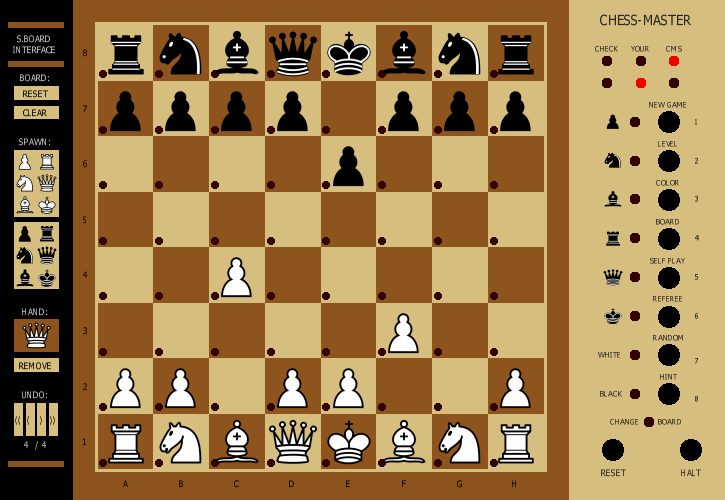 S.BOARD
INTERFACE
BOARD:
RESET
CLEAR
SPAWN:
HAND:
REMOVE
UNDO:
4 / 4
8
7
6
5
4
3
2
1
A B C D E F G H
CHESS-MASTER
CHECK YOUR CMS
NEW GAME
1
LEVEL
2
COLOR
3
BOARD
4
SELF PLAY
5
REFEREE
6
RANDOM
WHITE 7
HINT
BLACK 8
CHANGE BOARD
RESET HALT